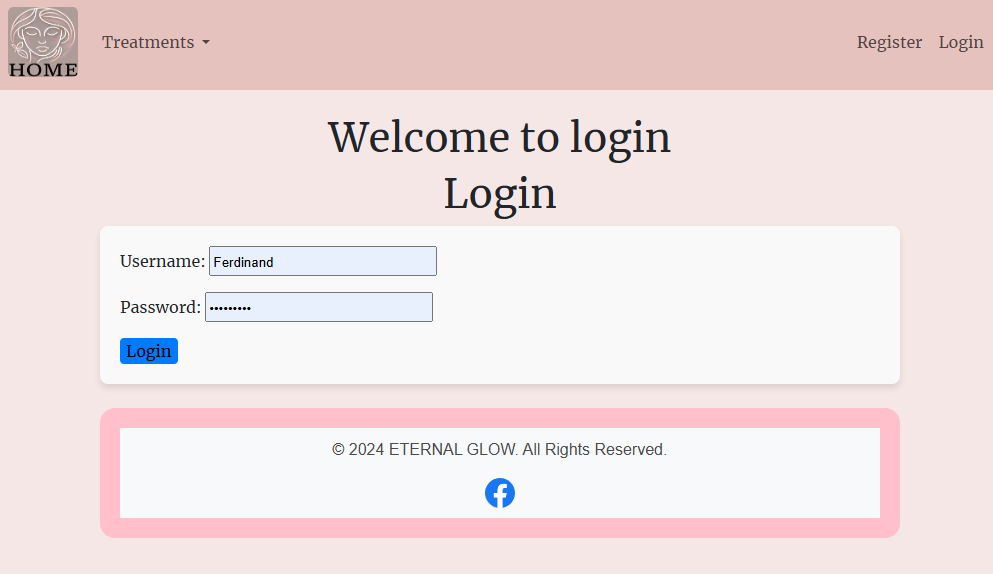 HOME
Treatments
Register
Login
Welcome to login
Login
Username: Ferdinand
Password: •••••••••
Login
© 2024 ETERNAL GLOW. All Rights Reserved.